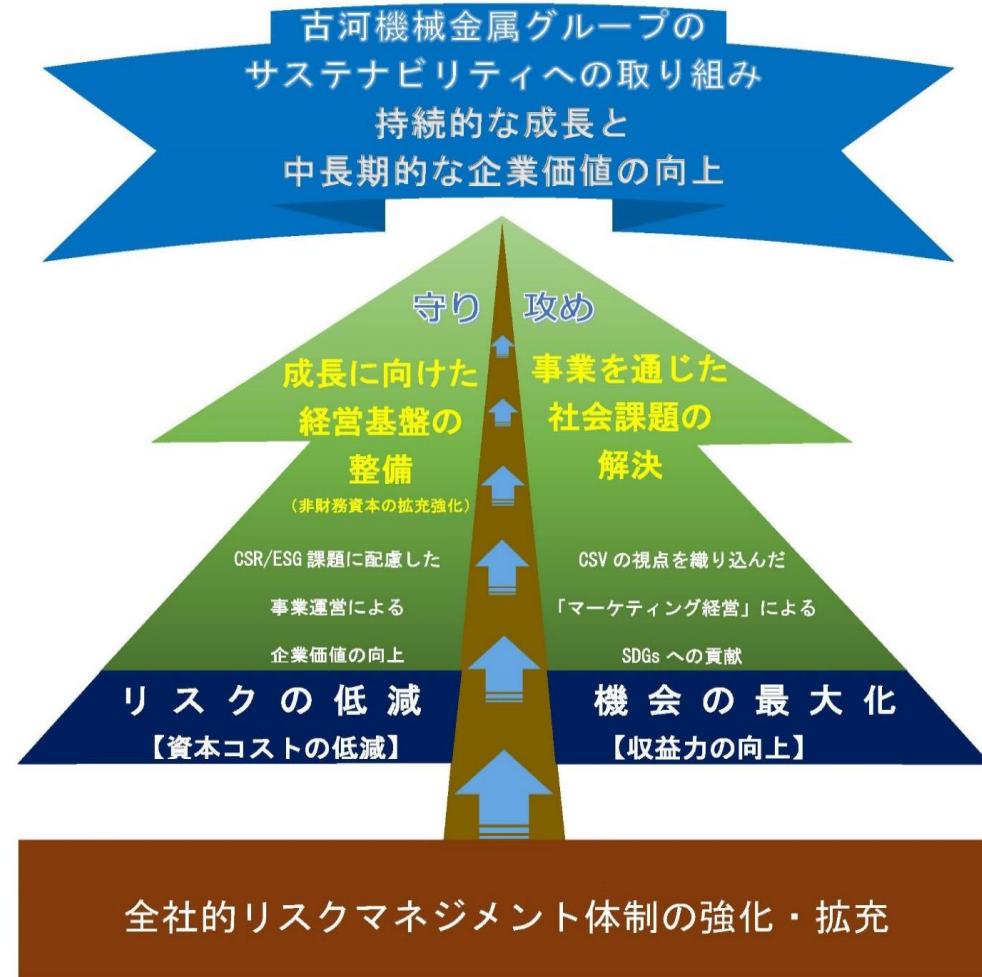 古河機械金属グループの
サステナビリティへの取り組み
持続的な成長と
中長期的な企業価値の向上
守り
成長に向けた
経営基盤の
整備
(非財務資本の拡充強化)
CSR/ESG 課題に配慮した
事業運営による
企業価値の向上
リスクの低減
【資本コストの低減】
攻め
事業を通じた
社会課題の
解決
CSV の視点を織り込んだ
「マーケティング経営」による
SDGs への貢献
機会の最大化
【収益力の向上】
全社的リスクマネジメント体制の強化・拡充